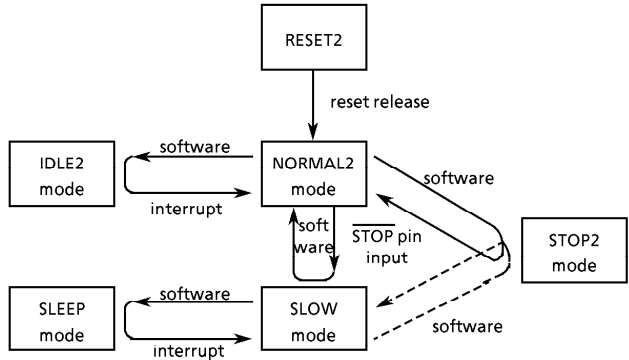 RESET2
reset release
IDLE2
mode
software
interrupt
NORMAL2
mode
software
soft
ware
STOP pin
input
STOP2
mode
SLEEP
mode
software
interrupt
SLOW
mode
software